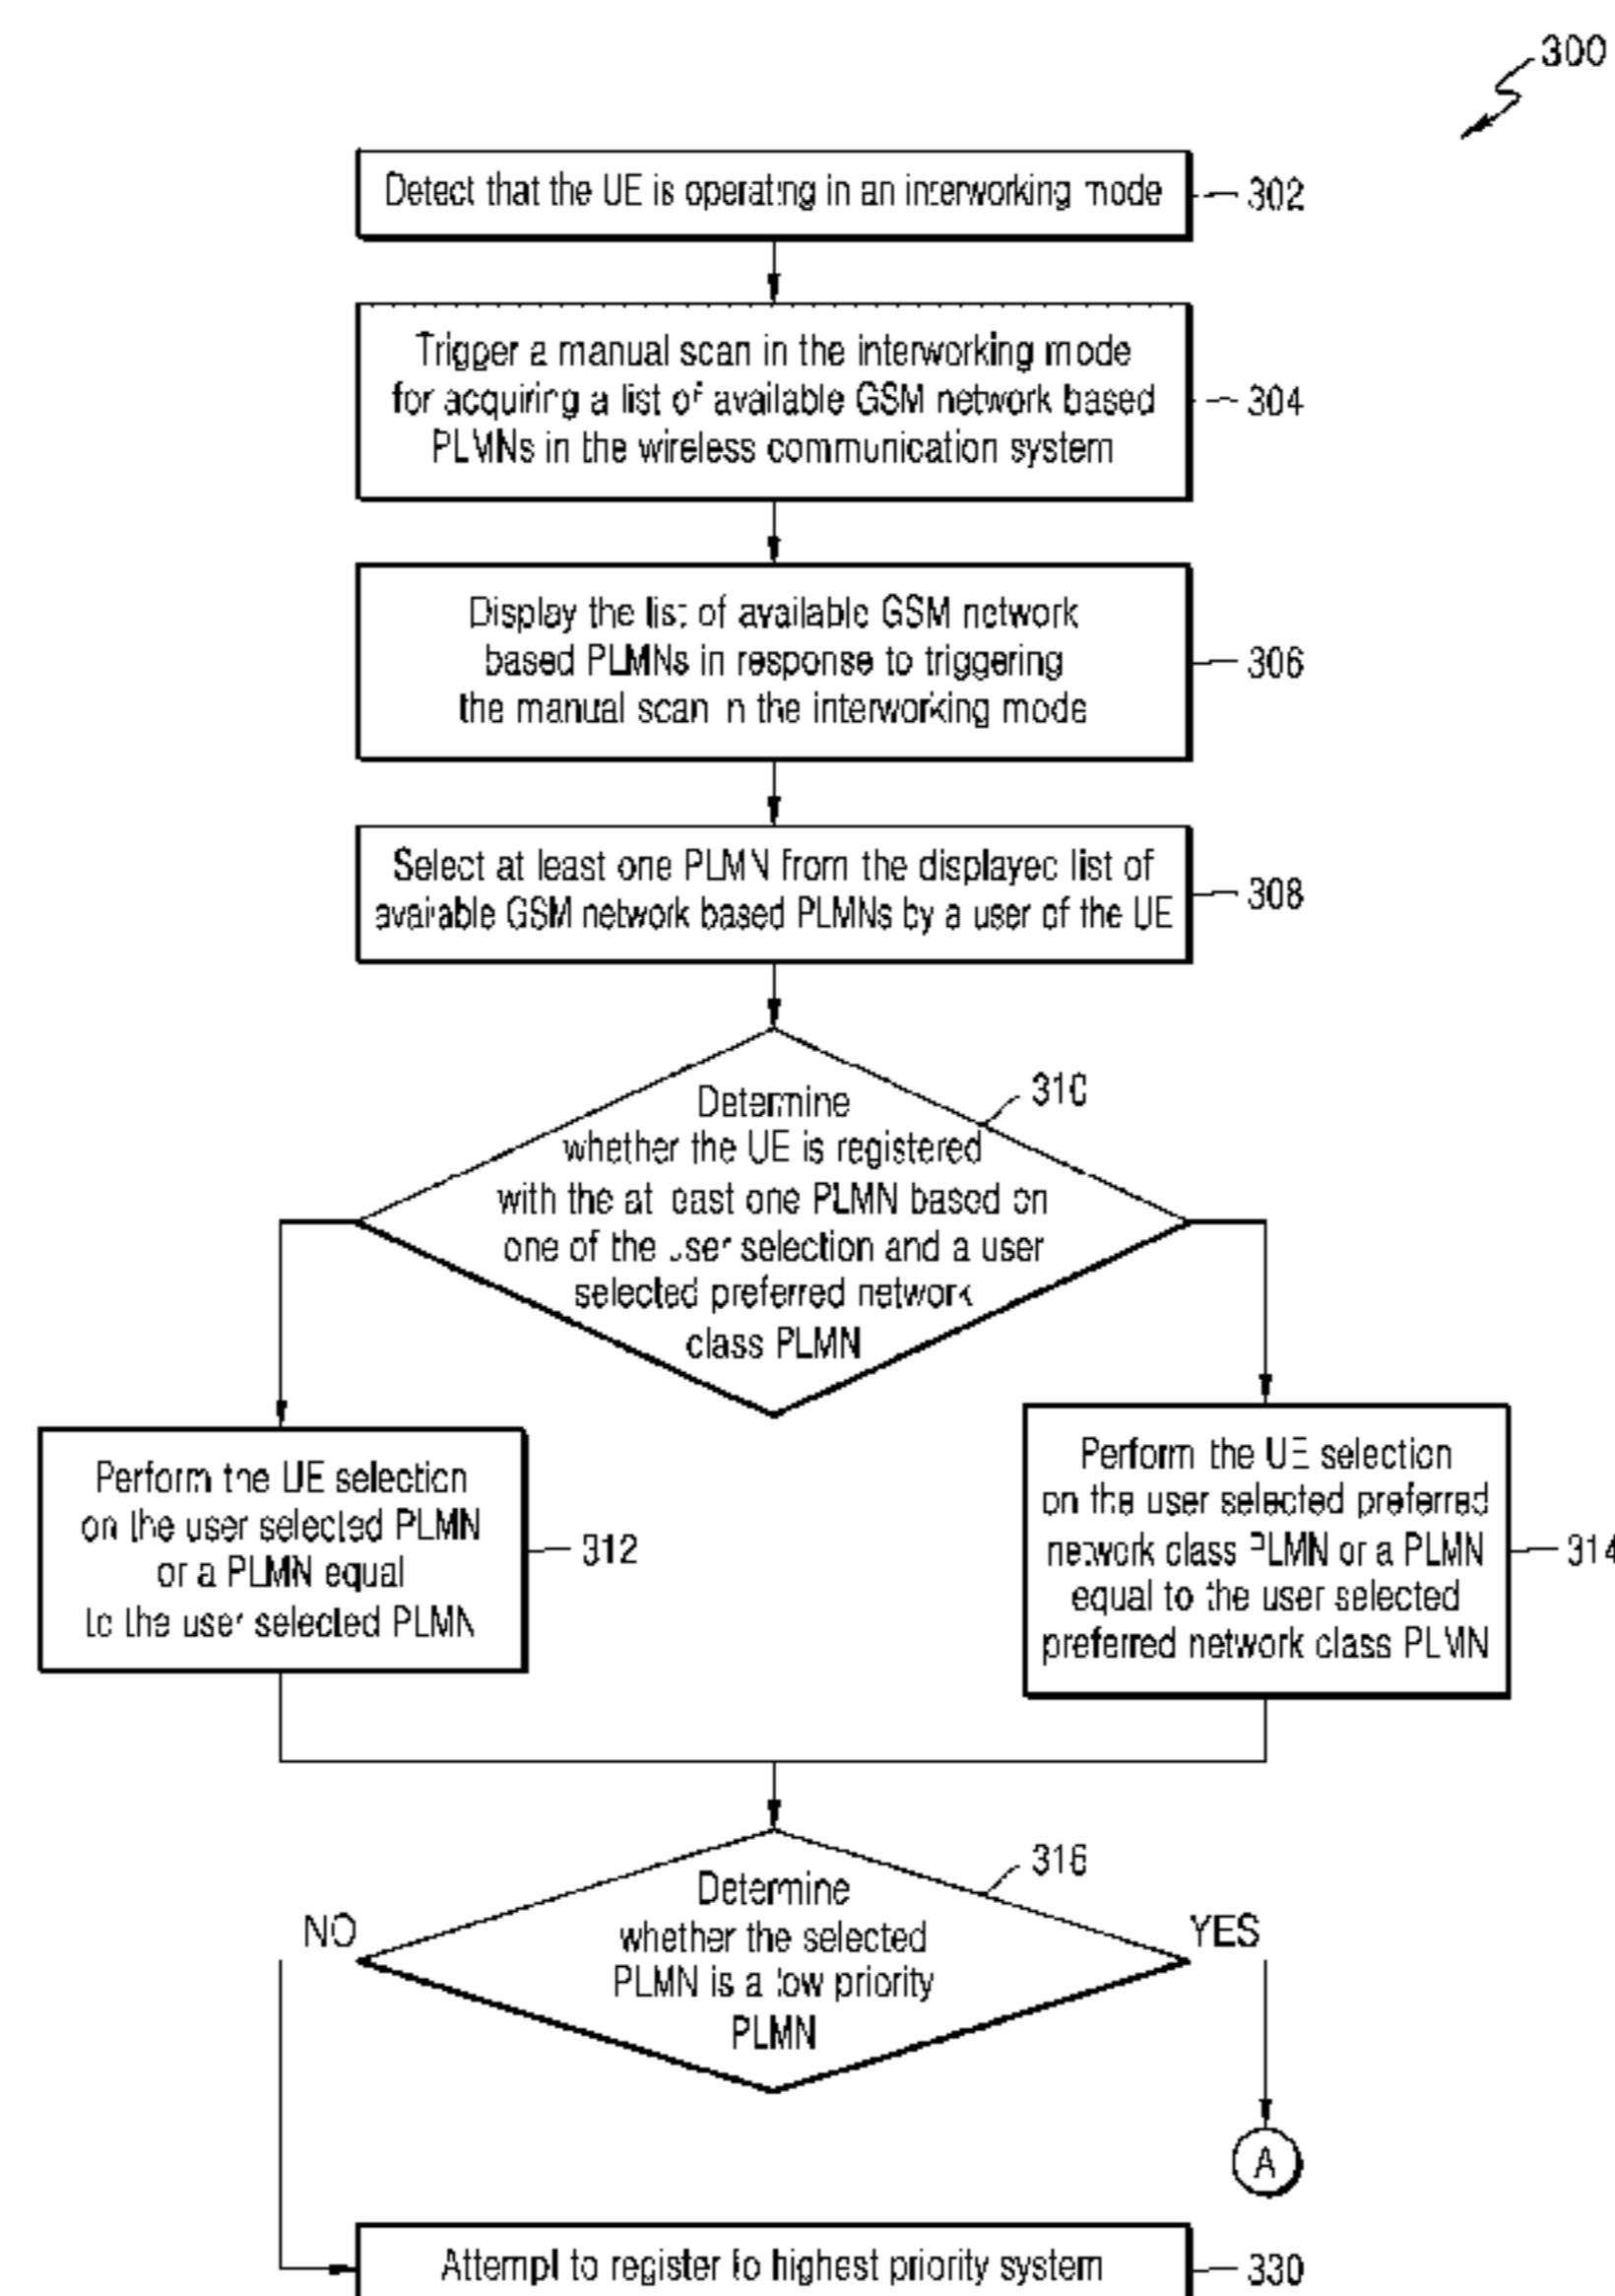 300
Detect that the UE is operating in an interworking mode
302
Trigger a manual scan in the interworking mode
for acquiring a list of available GSM network based
PLMNs in the wireless communication system
304
Display the list of available GSM network
based PLMNs in response to triggering
the manual scan in the interworking mode
306
Select at least one PLMN from the displayed list of
available GSM network based PLMNs by a user of the UE
308
310
Determine
whether the UE is registered
with the at least one PLMN based on
one of the user selection and a user
selected preferred network
class PLMN
Perform the UE selection
on the user selected PLMN
or a PLMN equal
to the user selected PLMN
312
Perform the UE selection
on the user selected preferred
network class PLMN or a PLMN
equal to the user selected
preferred network class PLMN
314
316
Determine
whether the selected
PLMN is a low priority
PLMN
NO
YES
A
Attempt to register to highest priority system
330